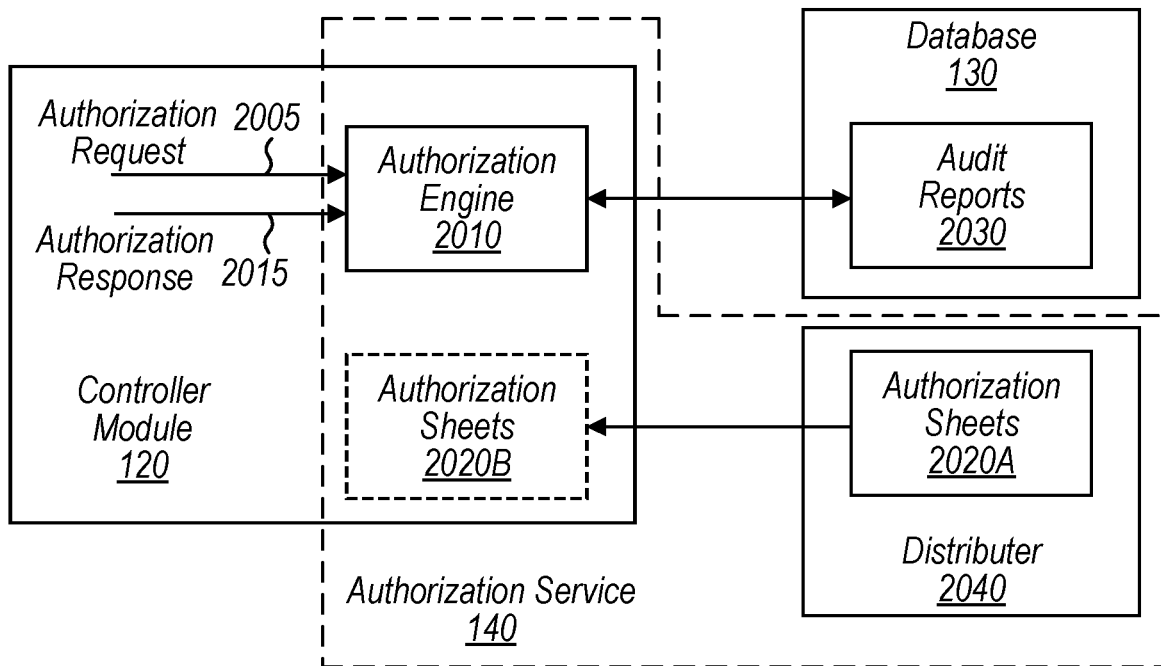 Database
130
Authorization
Request
2005
Authorization
Engine
2010
Audit
Reports
2030
Authorization
Response
2015
Controller
Module
120
Authorization
Sheets
2020B
Authorization
Sheets
2020A
Distributer
2040
Authorization Service
140